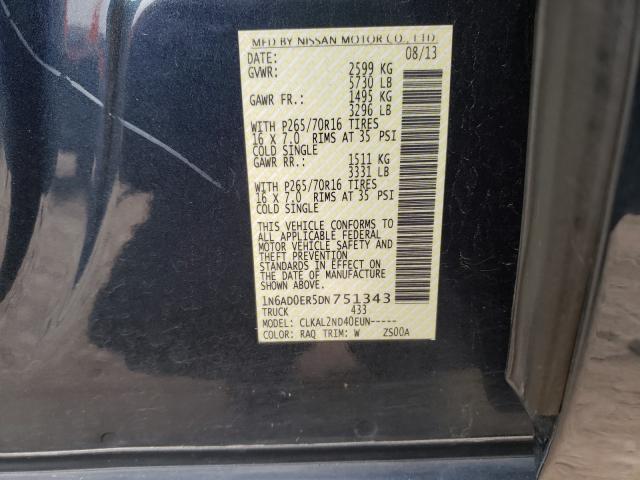 MFD BY NISSAN MOTOR CO., LTD.
DATE: 08/13
GVWR: 2599 KG
5730 LB
GAWR FR.: 1495 KG
3296 LB
WITH P265/70R16 TIRES
16 X 7.0 RIMS AT 35 PSI
COLD SINGLE
GAWR RR.: 1511 KG
3331 LB
WITH P265/70R16 TIRES
16 X 7.0 RIMS AT 35 PSI
COLD SINGLE
THIS VEHICLE CONFORMS TO
ALL APPLICABLE FEDERAL
MOTOR VEHICLE SAFETY AND
THEFT PREVENTION
STANDARDS IN EFFECT ON
THE DATE OF MANUFACTURE
SHOWN ABOVE.
1N6AD0ER5DN751343
TRUCK 433
MODEL: CLKAL2ND40EUN-----
COLOR: RAQ TRIM: W ZS00A